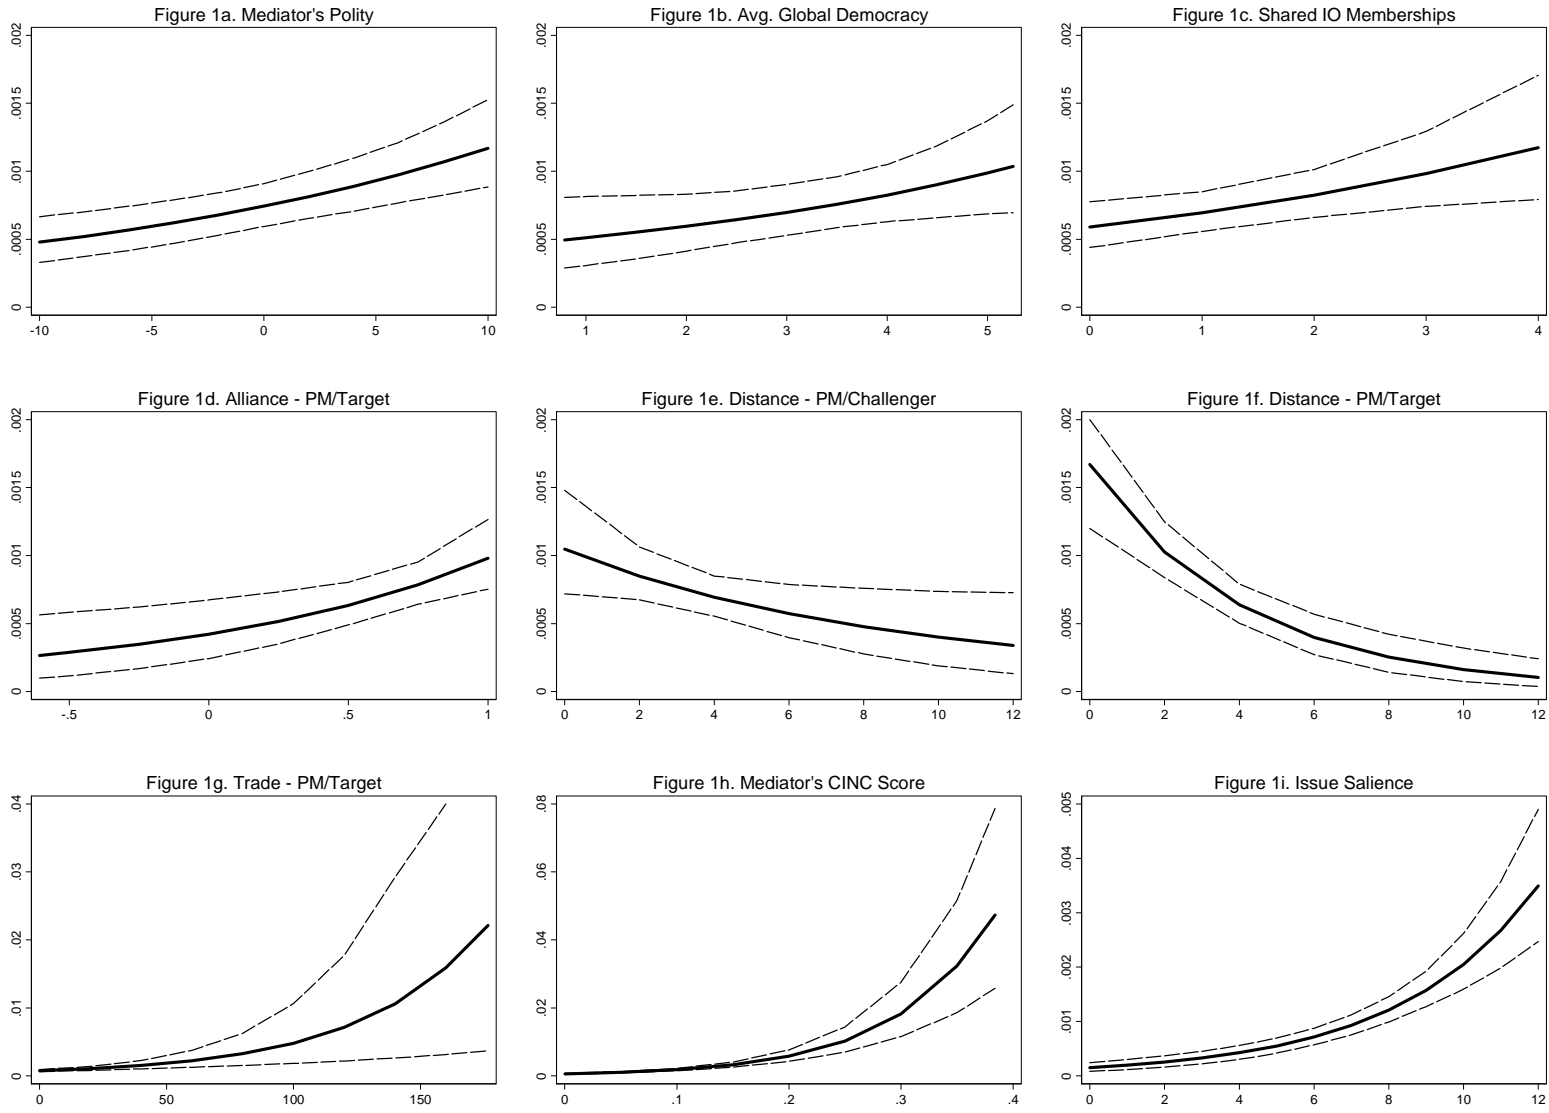 Figure 1a. Mediator's Polity
.002
.0015
.001
.0005
0
-10 -5 0 5 10
Figure 1b. Avg. Global Democracy
.002
.0015
.001
.0005
0
1 2 3 4 5
Figure 1c. Shared IO Memberships
.002
.0015
.001
.0005
0
0 1 2 3 4
Figure 1d. Alliance - PM/Target
.002
.0015
.001
.0005
0
-.5 0 .5 1
Figure 1e. Distance - PM/Challenger
.002
.0015
.001
.0005
0
0 2 4 6 8 10 12
Figure 1f. Distance - PM/Target
.002
.0015
.001
.0005
0
0 2 4 6 8 10 12
Figure 1g. Trade - PM/Target
.04
.03
.02
.01
0
0 50 100 150
Figure 1h. Mediator's CINC Score
.08
.06
.04
.02
0
0 .1 .2 .3 .4
Figure 1i. Issue Salience
.005
.004
.003
.002
.001
0
0 2 4 6 8 10 12